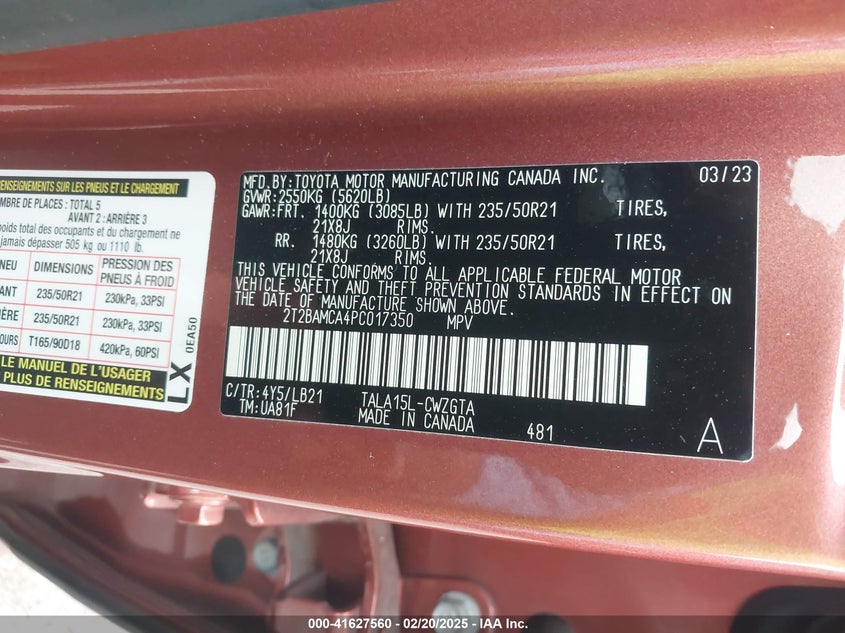 RENSEIGNEMENTS SUR LES PNEUS ET LE CHARGEMENT
MBRE DE PLACES : TOTAL 5
AVANT 2 : ARRIÈRE 3
poids total des occupants et du chargement ne
jamais dépasser 505 kg ou 1110 lb.
PNEU DIMENSIONS PRESSION DES PNEUS À FROID
ANT 235/50R21 230kPa, 33PSI
IÈRE 235/50R21 230kPa, 33PSI
OURS T165/90D18 420kPa, 60PSI
LE MANUEL DE L'USAGER
PLUS DE RENSEIGNEMENTS
LX 0EA50
MFD.BY:TOYOTA MOTOR MANUFACTURING CANADA INC. 03/23
GVWR:2550KG (5620LB)
GAWR:FRT. 1400KG (3085LB) WITH 235/50R21 TIRES,
21X8J RIMS.
RR. 1480KG (3260LB) WITH 235/50R21 TIRES,
21X8J RIMS.
THIS VEHICLE CONFORMS TO ALL APPLICABLE FEDERAL MOTOR
VEHICLE SAFETY AND THEFT PREVENTION STANDARDS IN EFFECT ON
THE DATE OF MANUFACTURE SHOWN ABOVE.
2T2BAMCA4PC017350 MPV
C/TR:4Y5/LB21 TALA15L-CWZGTA
TM:UA81F MADE IN CANADA
481 A
000-41627560 - 02/20/2025 - IAA Inc.